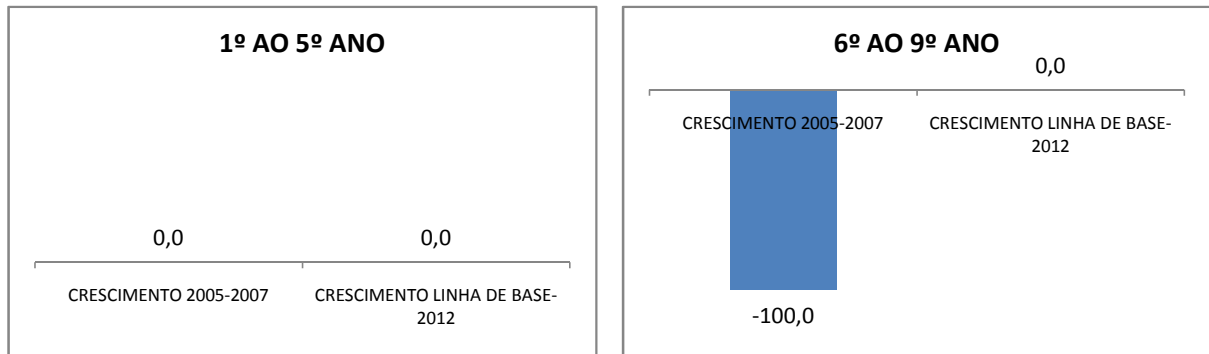 1º AO 5º ANO
0,0
0,0
CRESCIMENTO 2005-2007
CRESCIMENTO LINHA DE BASE-
2012
6º AO 9º ANO
0,0
CRESCIMENTO 2005-2007
CRESCIMENTO LINHA DE BASE-
2012
-100,0